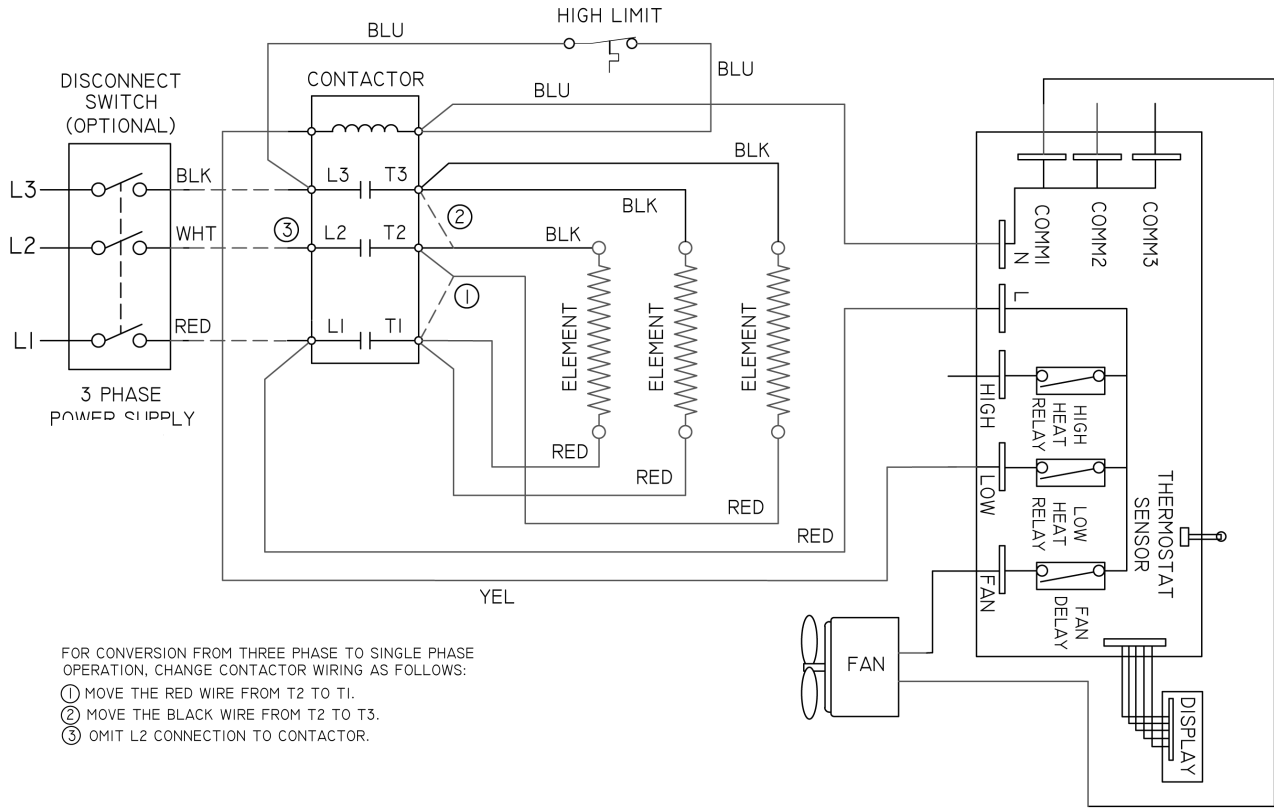 HIGH LIMIT
BLU
BLU
BLU
DISCONNECT
SWITCH
(OPTIONAL)
CONTACTOR
L3
BLK
L3
T3
BLK
BLK
L2
WHT
3
L2
T2
2
BLK
1
L1
RED
L1
T1
3 PHASE
POWER SUPPLY
ELEMENT
ELEMENT
ELEMENT
RED
RED
RED
RED
YEL
COMM1
COMM2
COMM3
N
L
HIGH
HIGH
HEAT
RELAY
LOW
LOW
HEAT
RELAY
THERMOSTAT
SENSOR
FAN
FAN
DELAY
FAN
DISPLAY
FOR CONVERSION FROM THREE PHASE TO SINGLE PHASE
OPERATION, CHANGE CONTACTOR WIRING AS FOLLOWS:
1 MOVE THE RED WIRE FROM T2 TO T1.
2 MOVE THE BLACK WIRE FROM T2 TO T3.
3 OMIT L2 CONNECTION TO CONTACTOR.